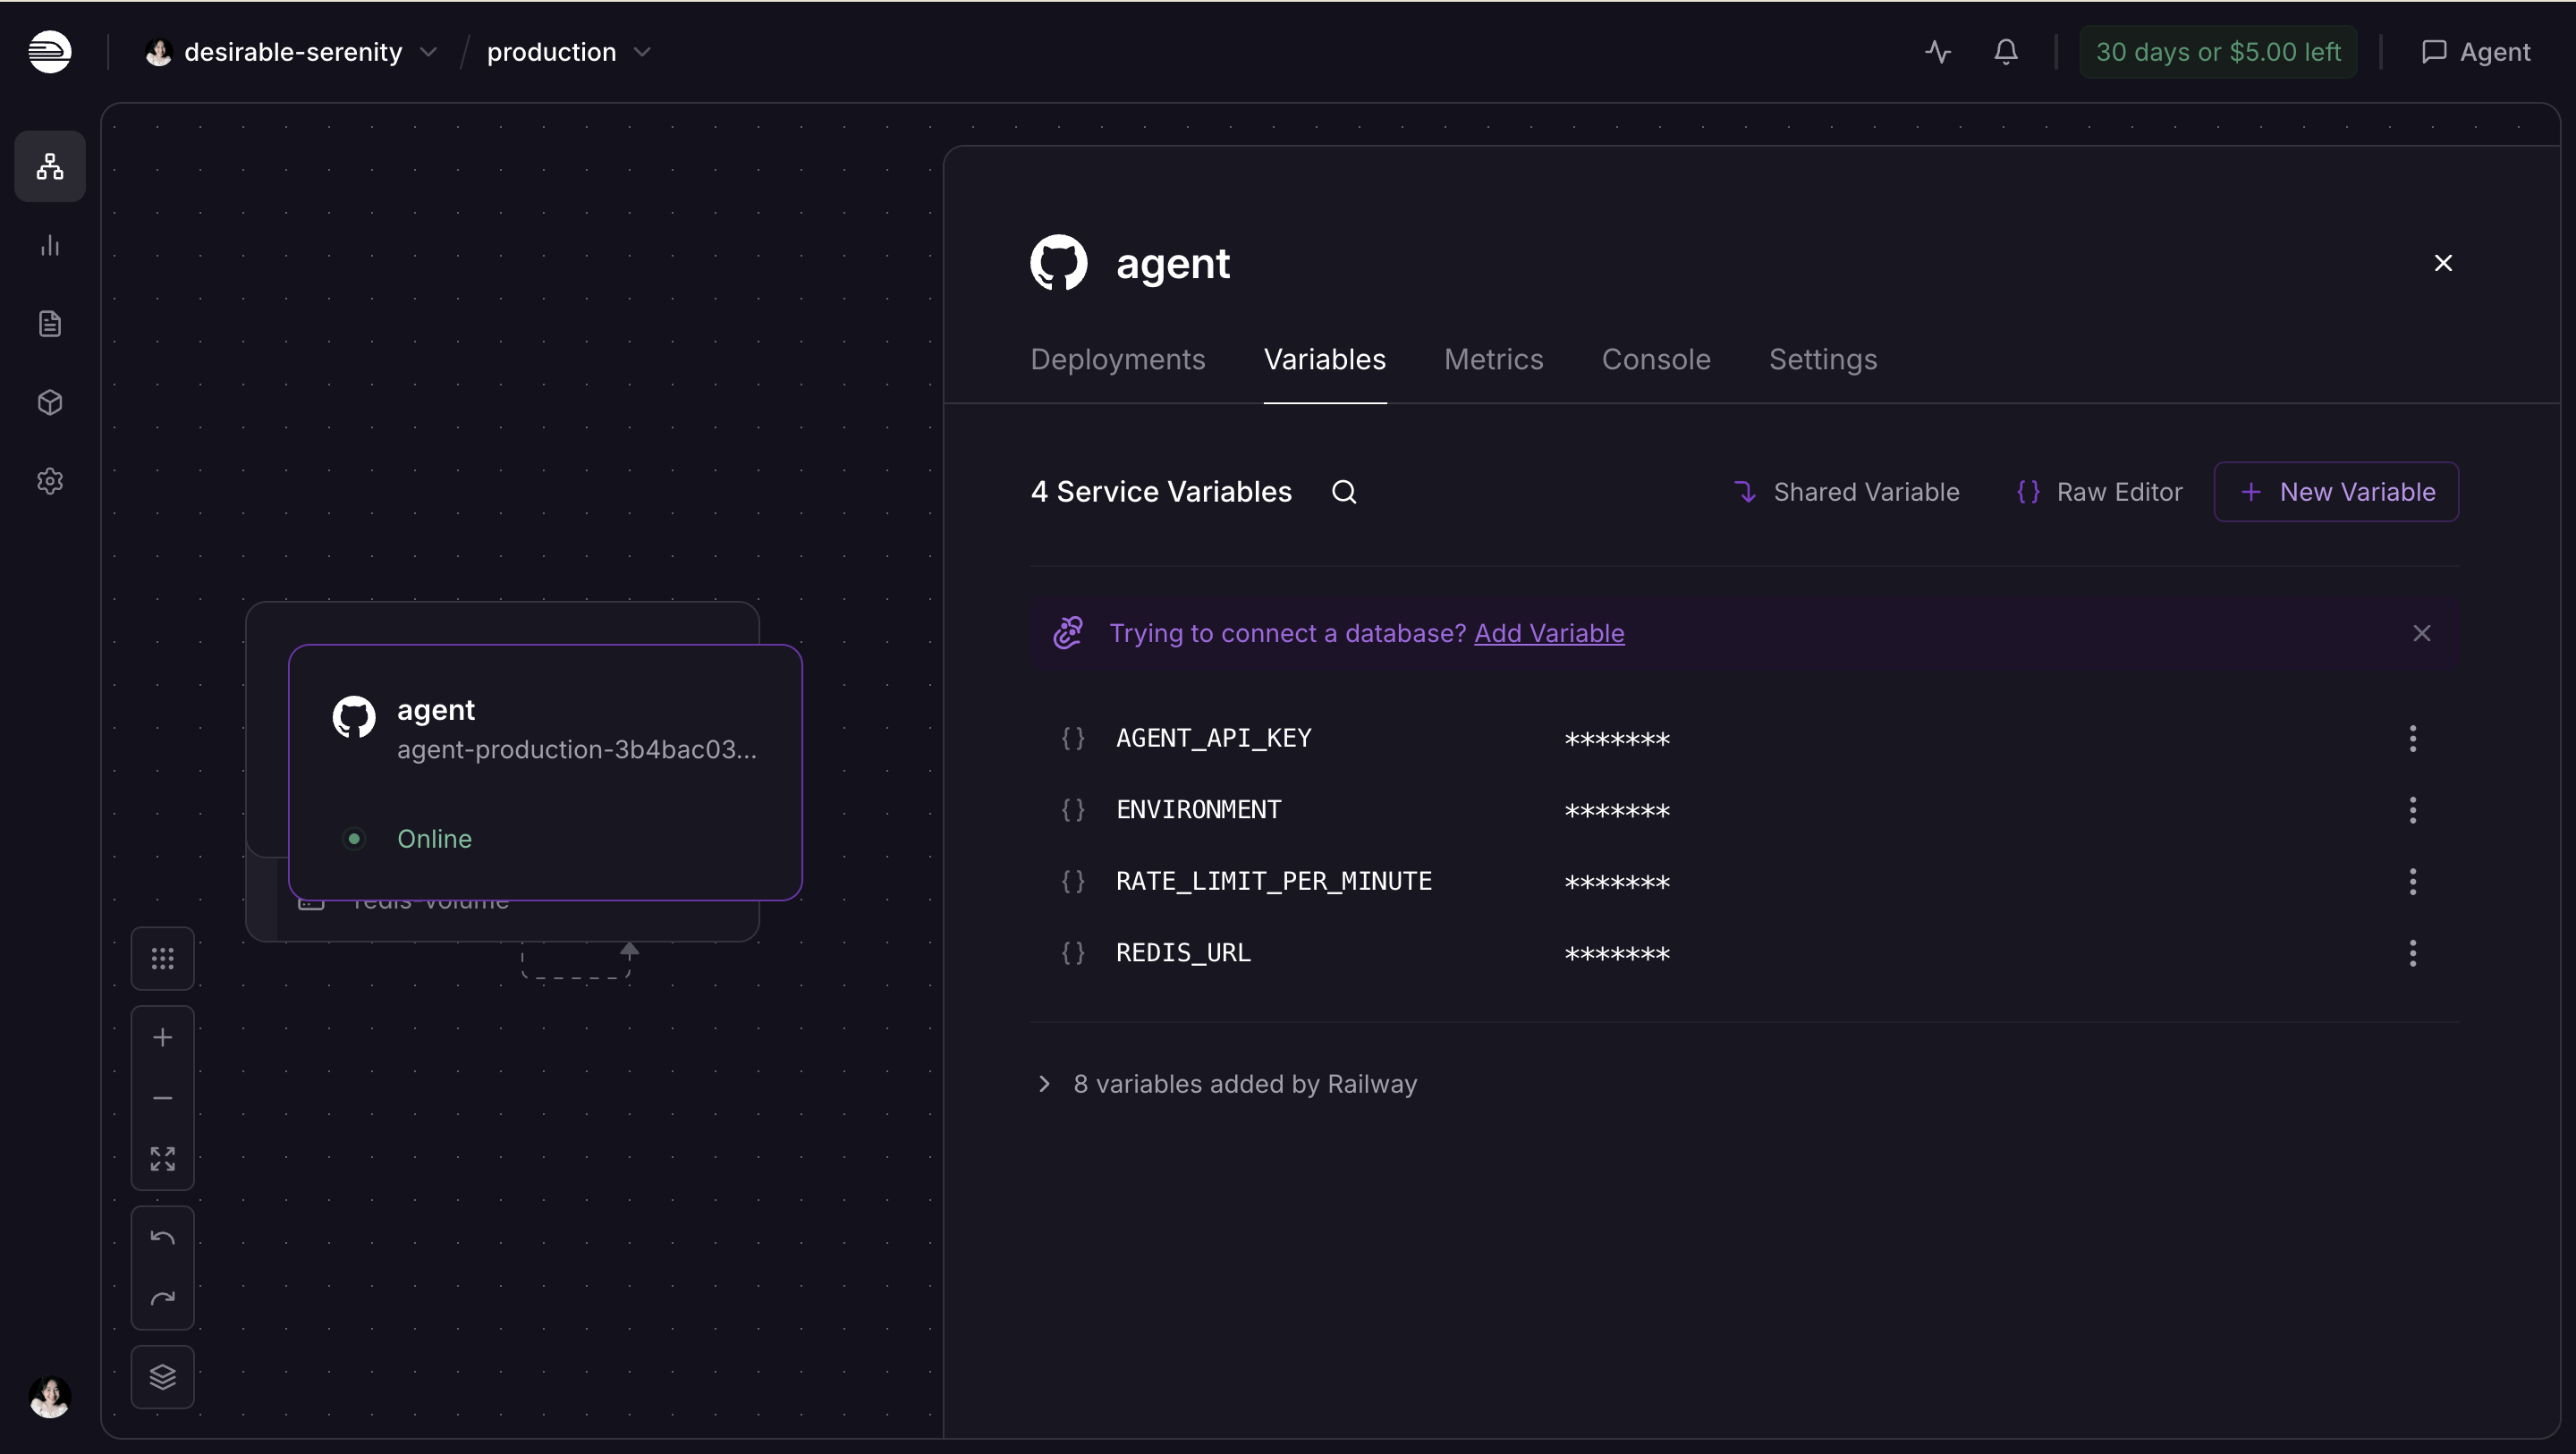 desirable-serenity / production
30 days or $5.00 left
Agent
agent
Deployments Variables Metrics Console Settings
4 Service Variables
Shared Variable
{} Raw Editor
+ New Variable
Trying to connect a database? Add Variable
{} AGENT_API_KEY *******
{} ENVIRONMENT *******
{} RATE_LIMIT_PER_MINUTE *******
{} REDIS_URL *******
8 variables added by Railway
agent
agent-production-3b4bac03...
Online
redis-volume